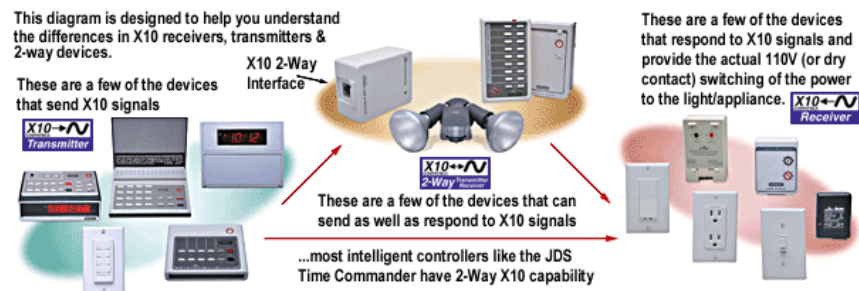 This diagram is designed to help you understand
the differences in X10 receivers, transmitters &
2-way devices.
X10 2-Way
Interface
These are a few of the devices
that send X10 signals
X10
Transmitter
10:12
X10
2-Way Transmitter
Receiver
These are a few of the devices that can
send as well as respond to X10 signals
...most intelligent controllers like the JDS
Time Commander have 2-Way X10 capability
These are a few of the devices
that respond to X10 signals and
provide the actual 110V (or dry
contact) switching of the power
to the light/appliance.
X10
Receiver